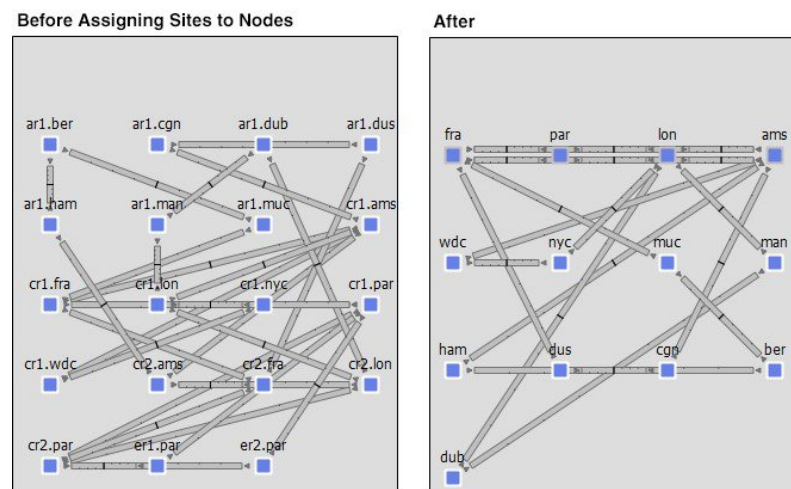 Before Assigning Sites to Nodes
After
ar1.ber ar1.cgn ar1.dub ar1.dus
ar1.ham ar1.man ar1.muc cr1.ams
cr1.fra cr1.lon cr1.nyc cr1.par
cr1.wdc cr2.ams cr2.fra cr2.lon
cr2.par er1.par er2.par
fra par lon ams
wdc nyc muc man
ham dus cgn ber
dub